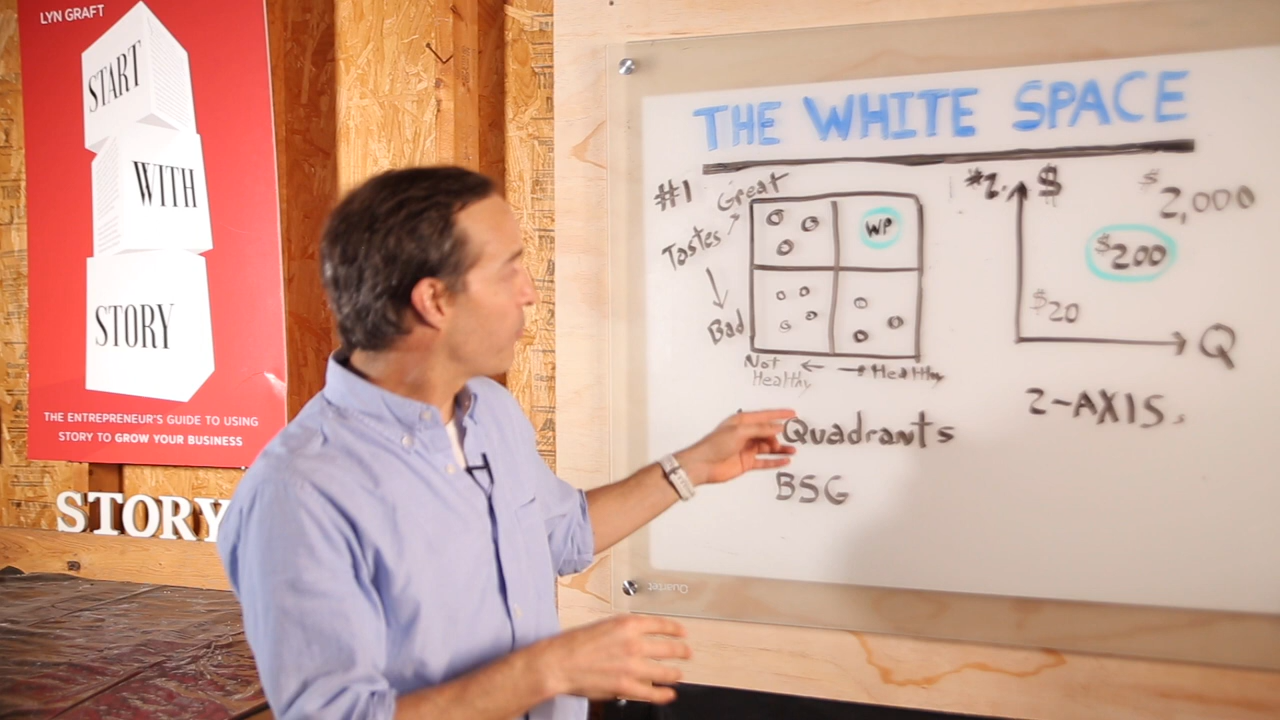 LYN GRAFT
START
WITH
STORY
THE ENTREPRENEUR'S GUIDE TO USING
STORY TO GROW YOUR BUSINESS
STORY
THE WHITE SPACE
#1
Great
Tastes
Bad
WP
Not
Healthy
Healthy
Quadrants
BSG
#2.
$
$2,000
$200
$20
Q
2-AXIS.
Quartet